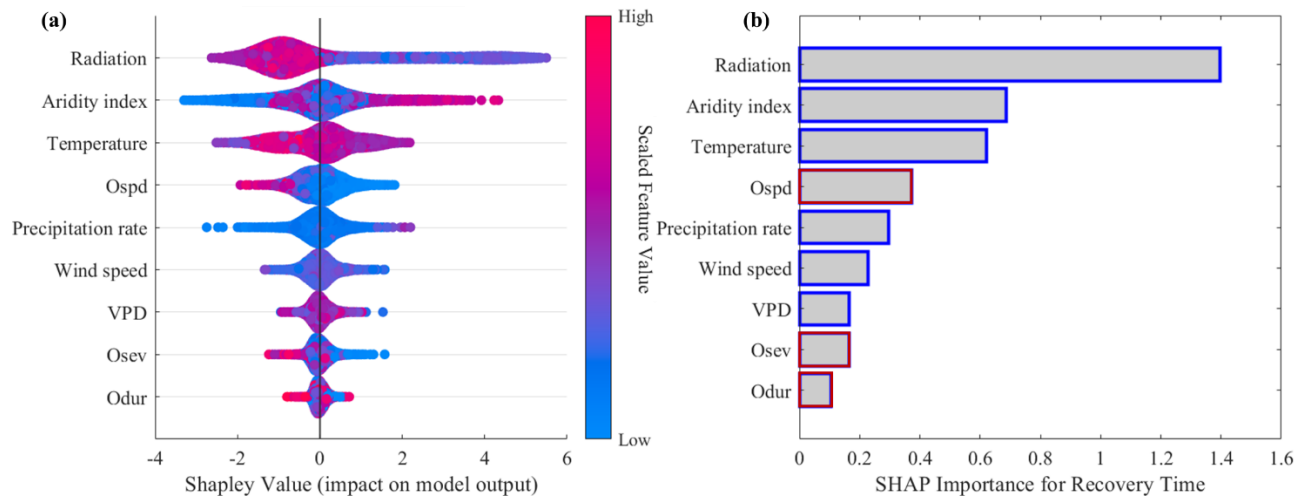 (a)
Radiation
Aridity index
Temperature
Ospd
Precipitation rate
Wind speed
VPD
Osev
Odur
-4
-2
0
2
4
6
Shapley Value (impact on model output)
High
Scaled Feature Value
Low
(b)
Radiation
Aridity index
Temperature
Ospd
Precipitation rate
Wind speed
VPD
Osev
Odur
0
0.2
0.4
0.6
0.8
1
1.2
1.4
1.6
SHAP Importance for Recovery Time